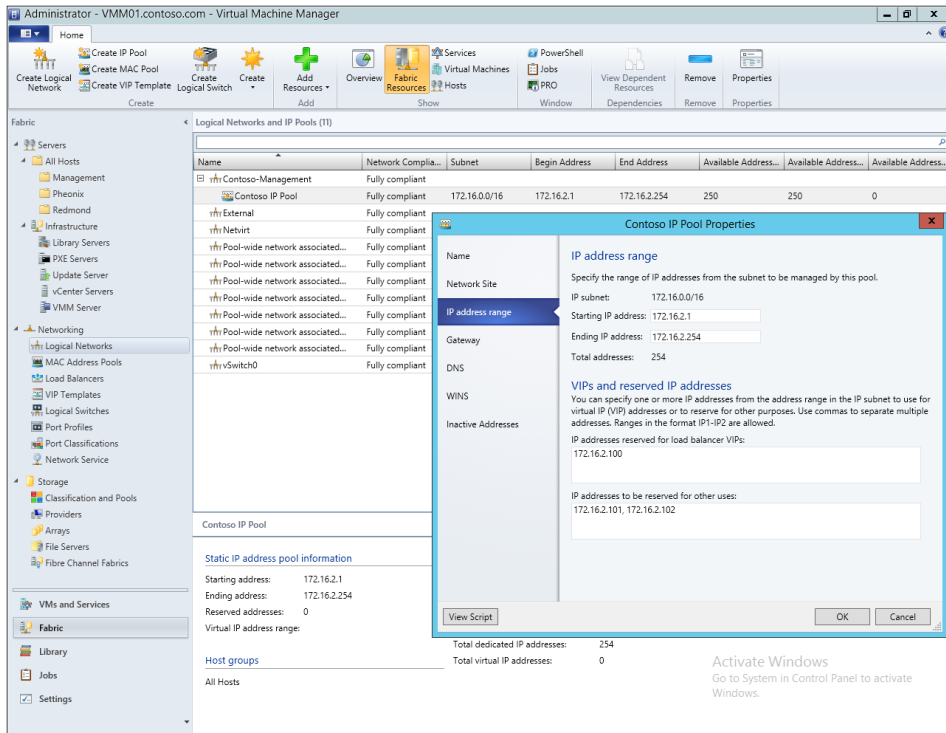 Administrator - VMM01.contoso.com - Virtual Machine Manager
Home
Create Logical Network
Create IP Pool
Create MAC Pool
Create VIP Template
Create Logical Switch
Create
Add Resources
Overview
Fabric Resources
Services
Virtual Machines
Hosts
PowerShell
Jobs
PRO
View Dependent Resources
Remove
Properties
Create
Add
Show
Window
Dependencies
Remove
Properties
Fabric
Servers
All Hosts
Management
Pheonix
Redmond
Infrastructure
Library Servers
PXE Servers
Update Server
vCenter Servers
VMM Server
Networking
Logical Networks
MAC Address Pools
Load Balancers
VIP Templates
Logical Switches
Port Profiles
Port Classifications
Network Service
Storage
Classification and Pools
Providers
Arrays
File Servers
Fibre Channel Fabrics
VMs and Services
Fabric
Library
Jobs
Settings
Logical Networks and IP Pools (11)
Name Network Complia... Subnet Begin Address End Address Available Address... Available Address... Available Address...
Contoso-Management Fully compliant
Contoso IP Pool Fully compliant 172.16.0.0/16 172.16.2.1 172.16.2.254 250 250 0
External Fully compliant
Netvirt Fully compliant
Pool-wide network associated... Fully compliant
Pool-wide network associated... Fully compliant
Pool-wide network associated... Fully compliant
Pool-wide network associated... Fully compliant
Pool-wide network associated... Fully compliant
Pool-wide network associated... Fully compliant
Pool-wide network associated... Fully compliant
vSwitch0 Fully compliant
Contoso IP Pool
Static IP address pool information
Starting address: 172.16.2.1
Ending address: 172.16.2.254
Reserved addresses: 0
Virtual IP address range:
Total dedicated IP addresses: 254
Total virtual IP addresses: 0
Host groups
All Hosts
Contoso IP Pool Properties
Name
Network Site
IP address range
Gateway
DNS
WINS
Inactive Addresses
IP address range
Specify the range of IP addresses from the subnet to be managed by this pool.
IP subnet: 172.16.0.0/16
Starting IP address: 172.16.2.1
Ending IP address: 172.16.2.254
Total addresses: 254
VIPs and reserved IP addresses
You can specify one or more IP addresses from the address range in the IP subnet to use for
virtual IP (VIP) addresses or to reserve for other purposes. Use commas to separate multiple
addresses. Ranges in the format IP1-IP2 are allowed.
IP addresses reserved for load balancer VIPs:
172.16.2.100
IP addresses to be reserved for other uses:
172.16.2.101, 172.16.2.102
View Script
OK
Cancel
Activate Windows
Go to System in Control Panel to activate
Windows.